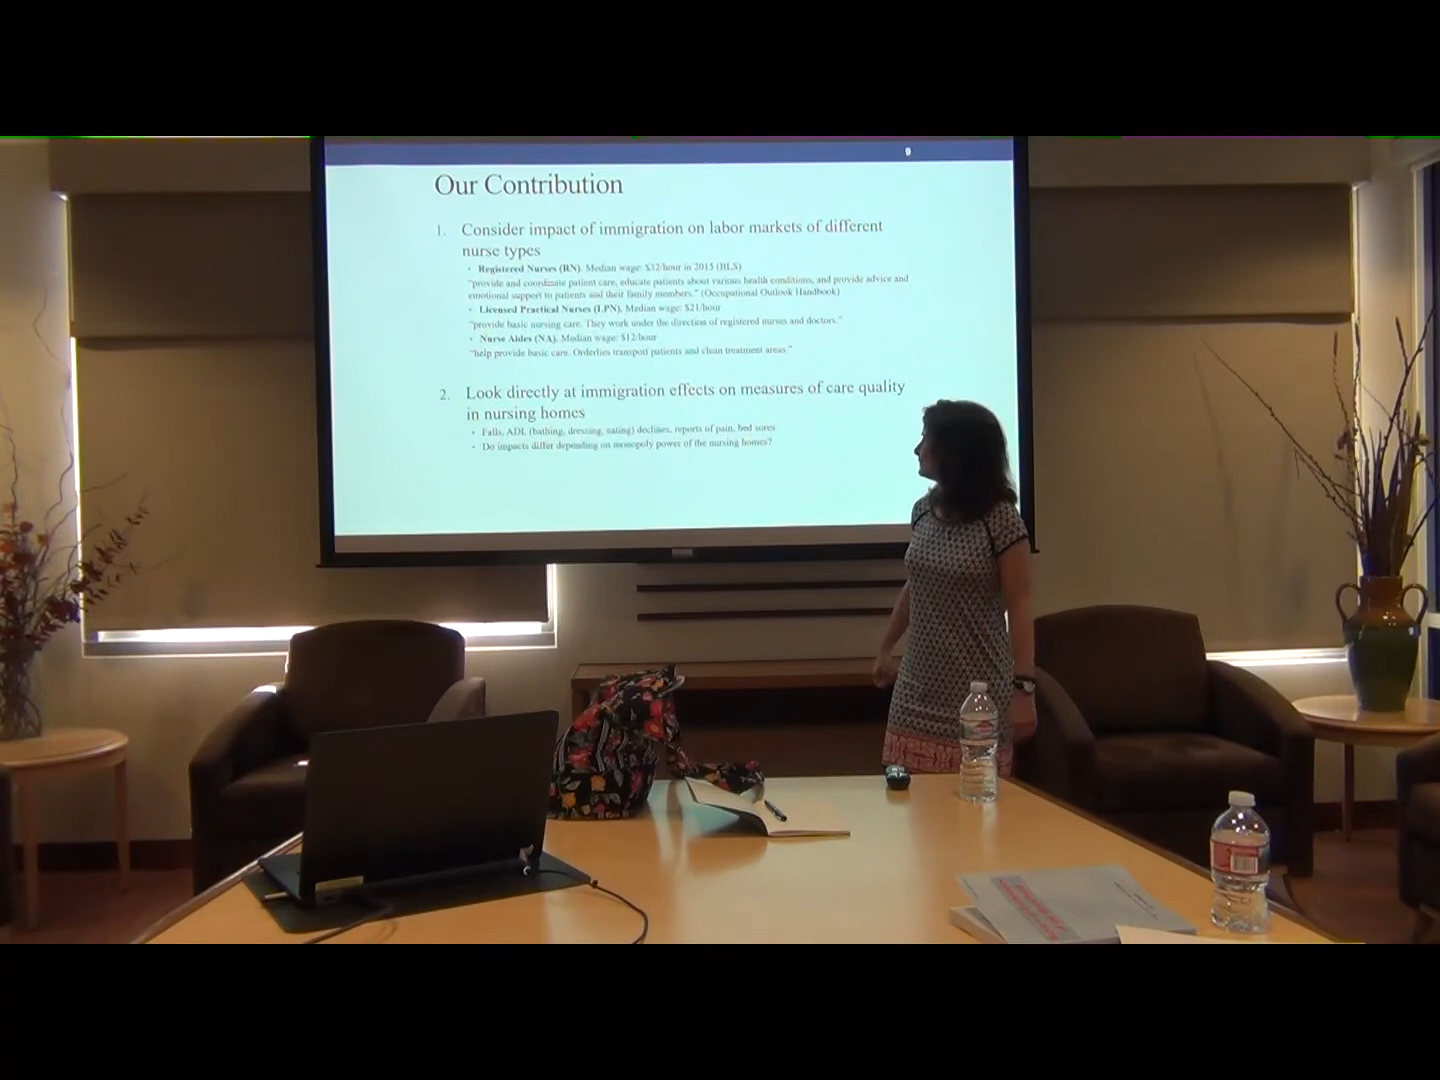 9
Our Contribution
1. Consider impact of immigration on labor markets of different
nurse types
• Registered Nurses (RN). Median wage: $32/hour in 2015 (BLS)
"provide and coordinate patient care, educate patients about various health conditions, and provide advice and
emotional support to patients and their family members." (Occupational Outlook Handbook)
• Licensed Practical Nurses (LPN). Median wage: $21/hour
"provide basic nursing care. They work under the direction of registered nurses and doctors."
• Nurse Aides (NA). Median wage: $12/hour
"help provide basic care. Orderlies transport patients and clean treatment areas."
2. Look directly at immigration effects on measures of care quality
in nursing homes
• Falls, ADL (bathing, dressing, eating) declines, reports of pain, bed sores
• Do impacts differ depending on monopoly power of the nursing homes?